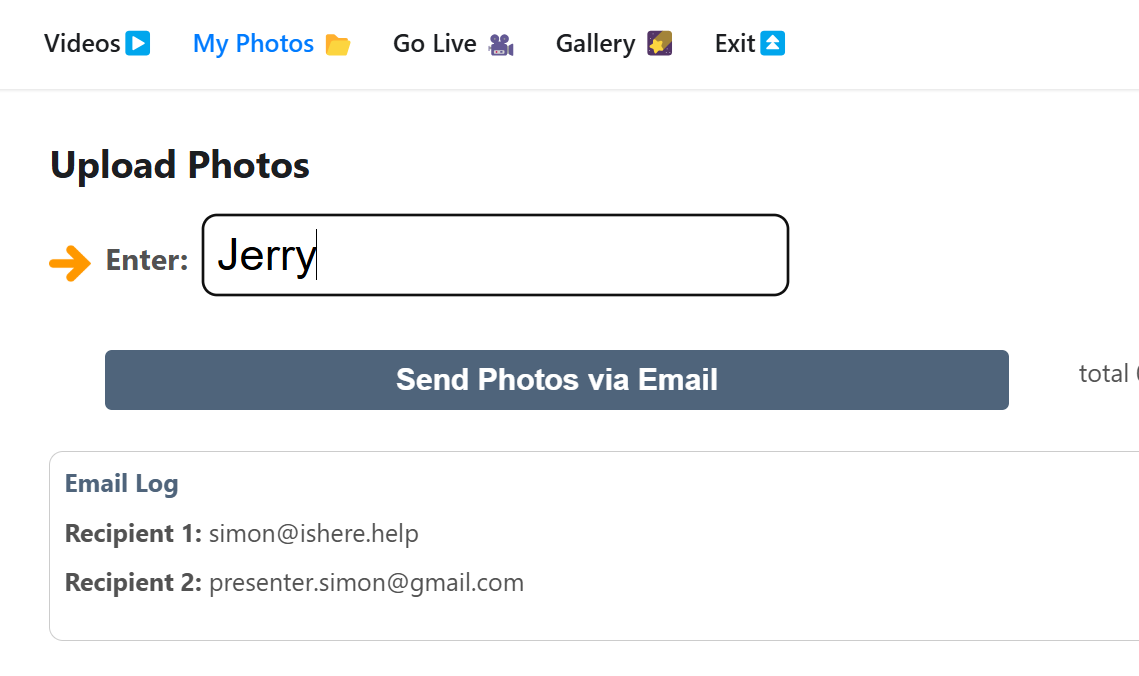 Videos My Photos Go Live Gallery Exit
Upload Photos
Enter: Jerry
Send Photos via Email total
Email Log
Recipient 1: simon@ishere.help
Recipient 2: presenter.simon@gmail.com